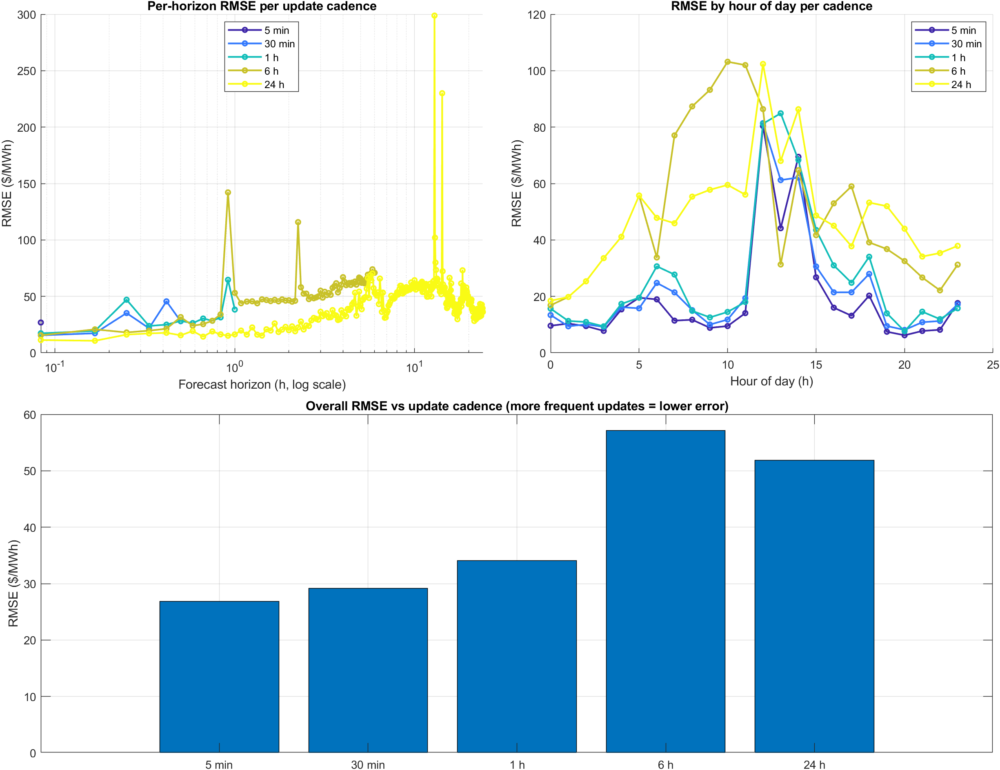 Per-horizon RMSE per update cadence
300
250
200
150
100
50
0
RMSE ($/MWh)
5 min
30 min
1 h
6 h
24 h
10-1
100
101
Forecast horizon (h, log scale)
RMSE by hour of day per cadence
120
100
80
60
40
20
0
RMSE ($/MWh)
5 min
30 min
1 h
6 h
24 h
0 5 10 15 20 25
Hour of day (h)
Overall RMSE vs update cadence (more frequent updates = lower error)
60
50
40
30
20
10
0
RMSE ($/MWh)
5 min 30 min 1 h 6 h 24 h